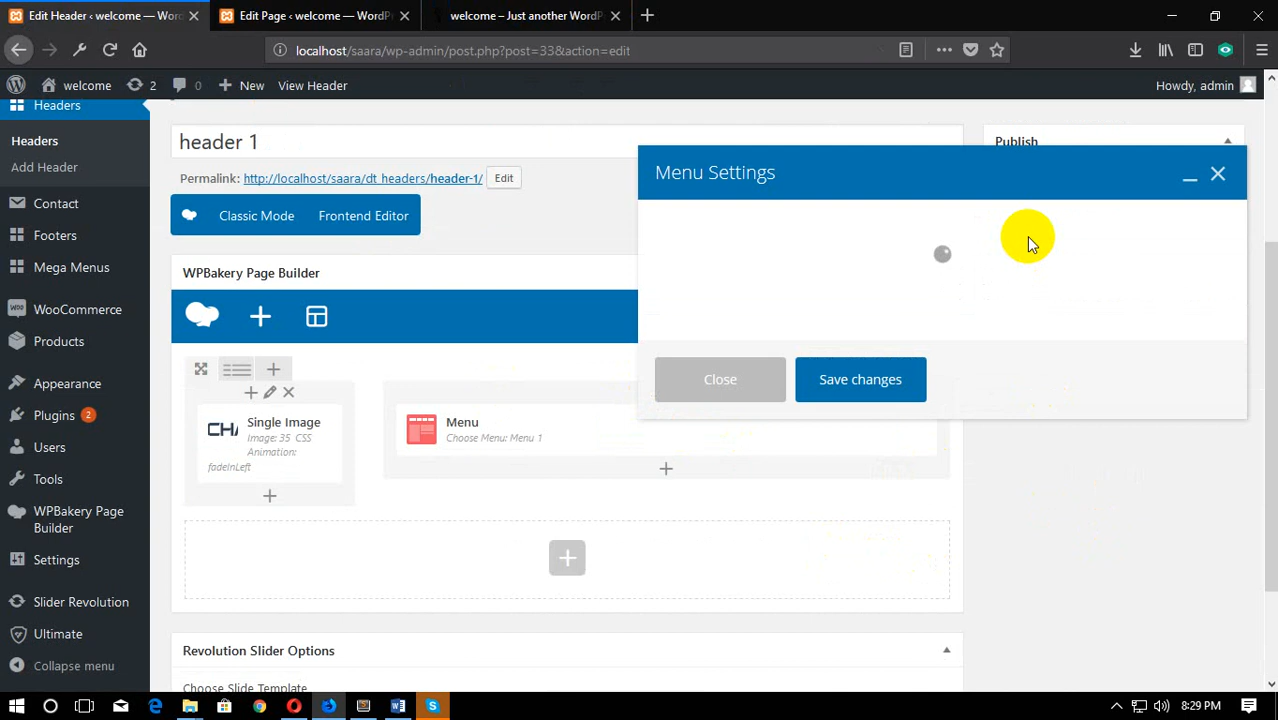 Edit Header ‹ welcome — Wor
Edit Page ‹ welcome — WordP
welcome – Just another WordP
localhost/saara/wp-admin/post.php?post=33&action=edit
welcome
2
0
New
View Header
Howdy, admin
Headers
Headers
Add Header
Contact
Footers
Mega Menus
WooCommerce
Products
Appearance
Plugins 2
Users
Tools
WPBakery Page
Builder
Settings
Slider Revolution
Ultimate
Collapse menu
header 1
Permalink: http://localhost/saara/dt_headers/header-1/ Edit
Classic Mode
Frontend Editor
WPBakery Page Builder
CHA
Single Image
Image: 35 CSS
Animation:
fadeInLeft
Menu
Choose Menu: Menu 1
Revolution Slider Options
Choose Slide Template
Publish
Menu Settings
Close
Save changes
8:29 PM